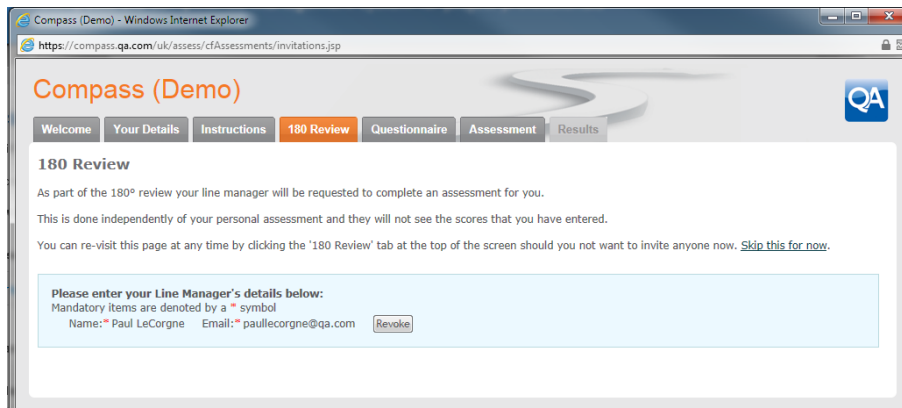 Compass (Demo) - Windows Internet Explorer
https://compass.qa.com/uk/assess/cfAssessments/invitations.jsp
Compass (Demo)
QA
Welcome Your Details Instructions 180 Review Questionnaire Assessment Results
180 Review
As part of the 180º review your line manager will be requested to complete an assessment for you.
This is done independently of your personal assessment and they will not see the scores that you have entered.
You can re-visit this page at any time by clicking the '180 Review' tab at the top of the screen should you not want to invite anyone now. Skip this for now.
Please enter your Line Manager's details below:
Mandatory items are denoted by a * symbol
Name:* Paul LeCorgne Email:* paullecorgne@qa.com Revoke